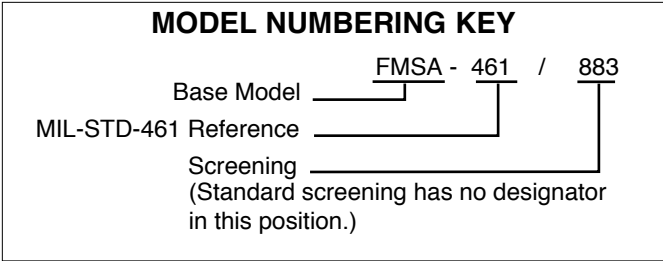 MODEL NUMBERING KEY
FMSA - 461 / 883
Base Model
MIL-STD-461 Reference
Screening
(Standard screening has no designator
in this position.)